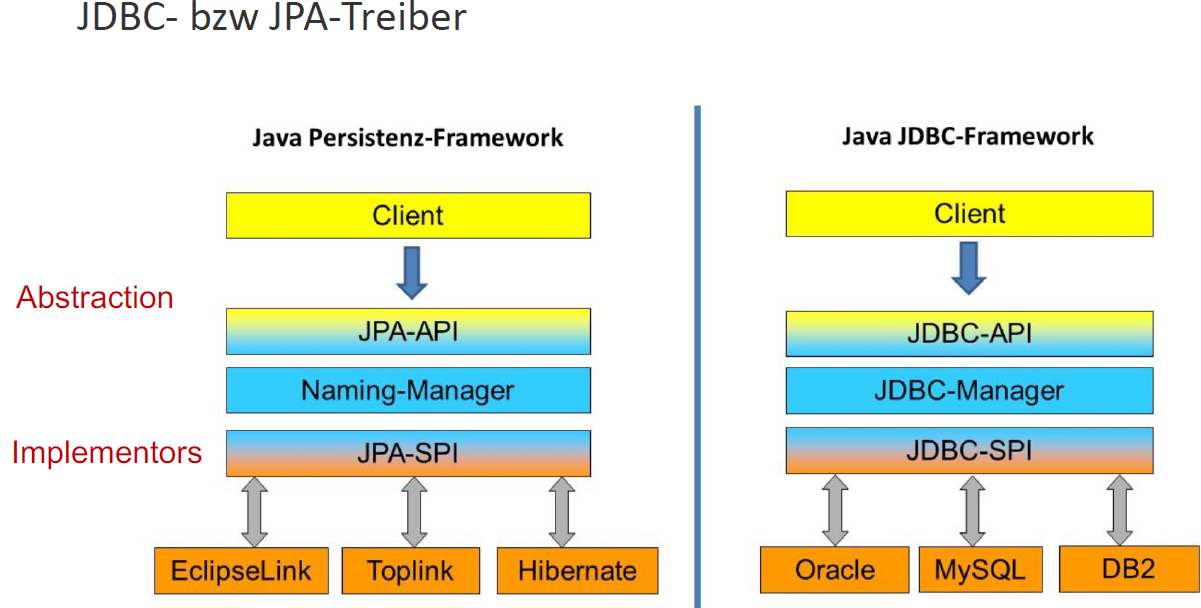 JDBC- bzw JPA-Treiber
Java Persistenz-Framework
Client
Abstraction
JPA-API
Naming-Manager
Implementors
JPA-SPI
EclipseLink
Toplink
Hibernate
Java JDBC-Framework
Client
JDBC-API
JDBC-Manager
JDBC-SPI
Oracle
MySQL
DB2